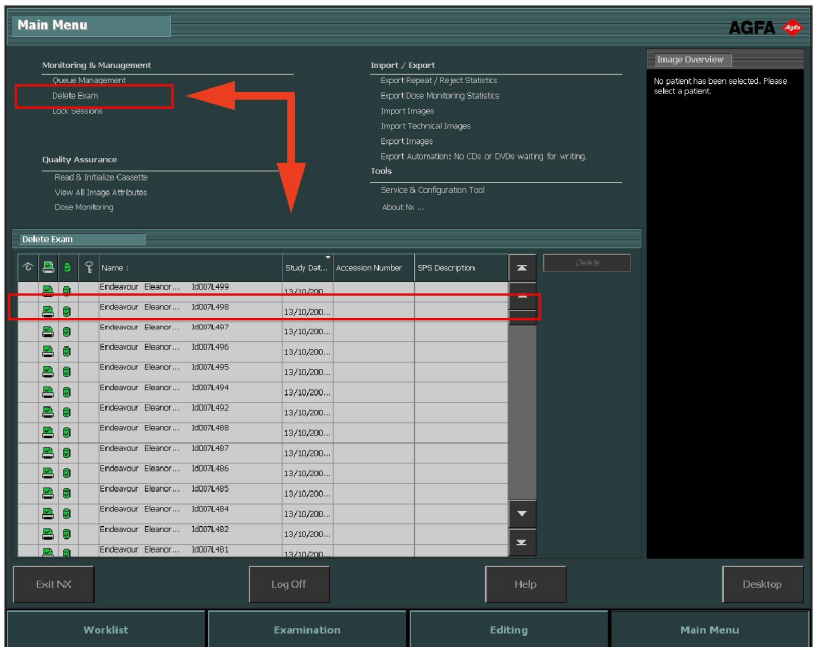 Main Menu
AGFA
Agfa
Monitoring & Management
Queue Management
Delete Exam
Lock Sessions
Quality Assurance
Read & Initialize Cassette
View All Image Attributes
Dose Monitoring
Import / Export
Export Repeat / Reject Statistics
Export Dose Monitoring Statistics
Import Images
Import Technical Images
Export Images
Export Automation: No CDs or DVDs waiting for writing.
Tools
Service & Configuration Tool
About Nx ...
Image Overview
No patient has been selected. Please
select a patient.
Delete Exam
Name : Study Dat... Accession Number SPS Description
Delete
Endeavour Eleanor... Id007L499 13/10/200...
Endeavour Eleanor... Id007L498 13/10/200...
Endeavour Eleanor... Id007L497 13/10/200...
Endeavour Eleanor... Id007L496 13/10/200...
Endeavour Eleanor... Id007L495 13/10/200...
Endeavour Eleanor... Id007L494 13/10/200...
Endeavour Eleanor... Id007L492 13/10/200...
Endeavour Eleanor... Id007L488 13/10/200...
Endeavour Eleanor... Id007L487 13/10/200...
Endeavour Eleanor... Id007L486 13/10/200...
Endeavour Eleanor... Id007L485 13/10/200...
Endeavour Eleanor... Id007L484 13/10/200...
Endeavour Eleanor... Id007L482 13/10/200...
Endeavour Eleanor... Id007L481 13/10/200...
Exit NX
Log Off
Help
Desktop
Worklist
Examination
Editing
Main Menu